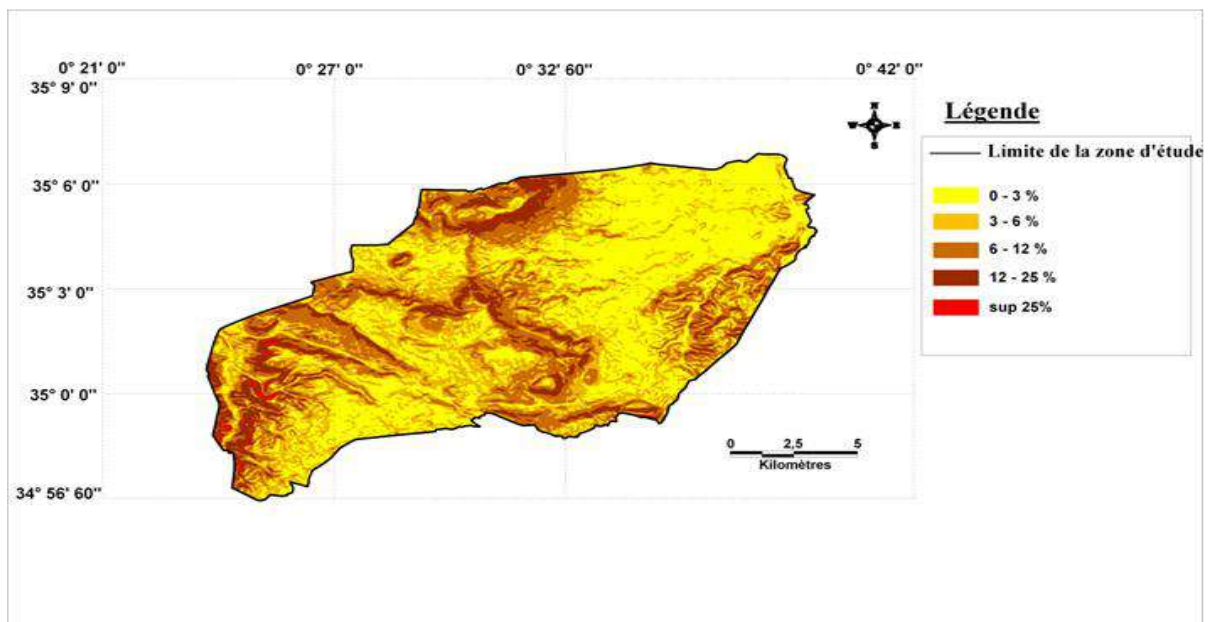 0° 21' 0" 0° 27' 0" 0° 32' 60" 0° 42' 0"
35° 9' 0"
35° 6' 0"
35° 3' 0"
35° 0' 0"
34° 56' 60"
N
W E
S
0 2,5 5
Kilomètres
Légende
Limite de la zone d'étude
0 - 3 %
3 - 6 %
6 - 12 %
12 - 25 %
sup 25%